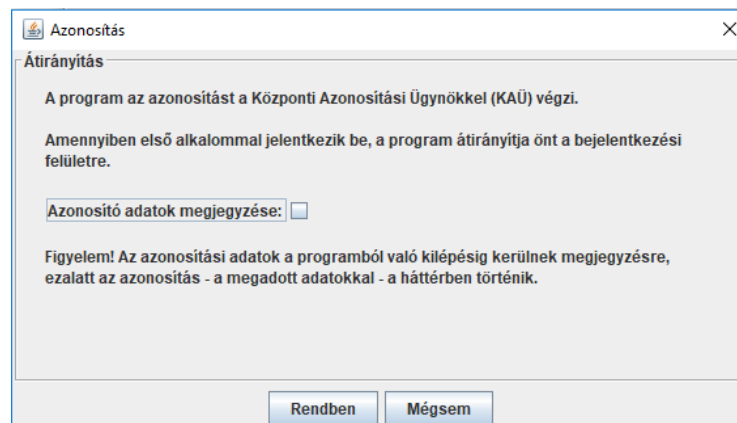 Azonosítás
Átirányítás
A program az azonosítást a Központi Azonosítási Ügynökkel (KAÜ) végzi.
Amennyiben első alkalommal jelentkezik be, a program átirányítja önt a bejelentkezési
felületre.
Azonosító adatok megjegyzése:
Figyelem! Az azonosítási adatok a programból való kilépésig kerülnek megjegyzésre,
ezalatt az azonosítás - a megadott adatokkal - a háttérben történik.
Rendben Mégsem